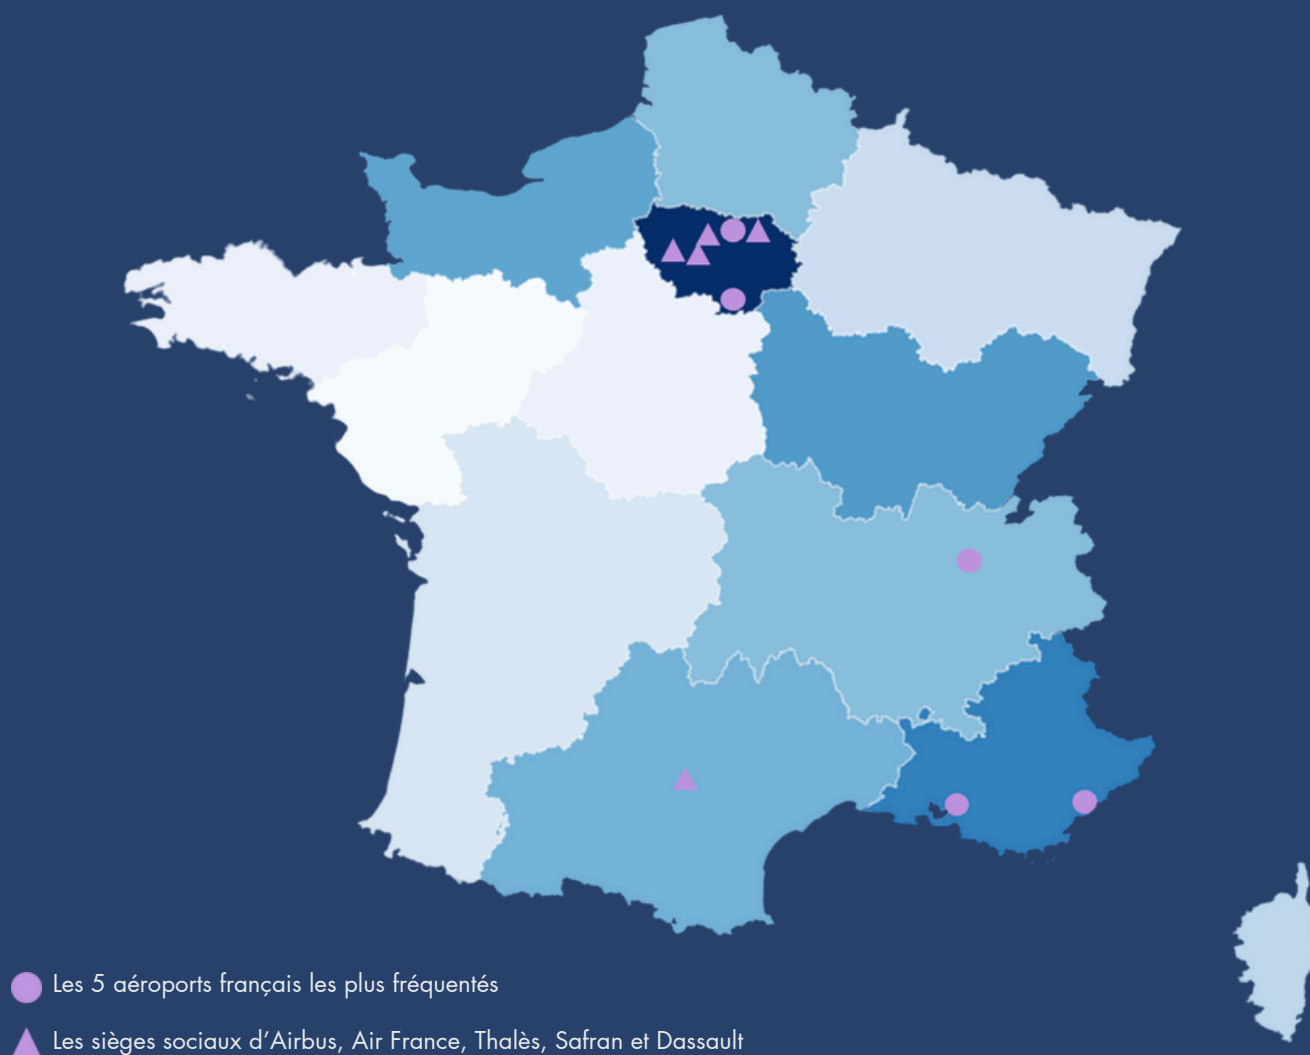 Les 5 aéroports français les plus fréquentés
Les sièges sociaux d'Airbus, Air France, Thalès, Safran et Dassault